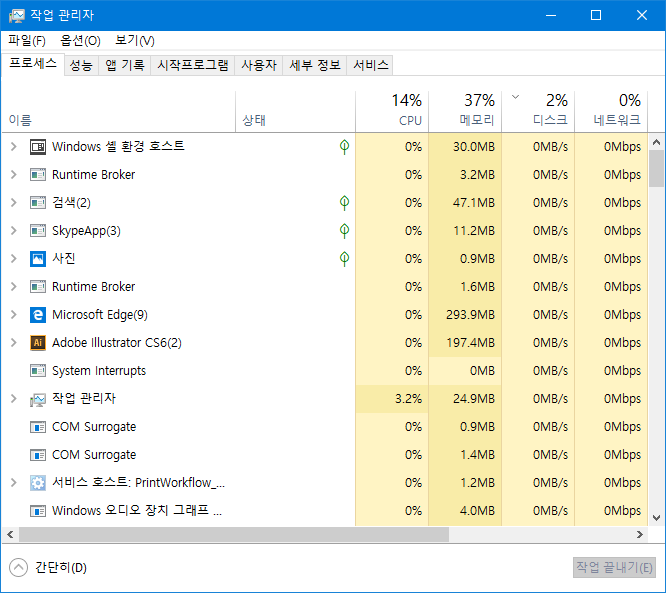 작업 관리자
파일(F) 옵션(O) 보기(V)
프로세스 성능 앱 기록 시작프로그램 사용자 세부 정보 서비스
14% 37% 2% 0%
이름 상태 CPU 메모리 디스크 네트워크
Windows 셸 환경 호스트 0% 30.0MB 0MB/s 0Mbps
Runtime Broker 0% 3.2MB 0MB/s 0Mbps
검색(2) 0% 47.1MB 0MB/s 0Mbps
SkypeApp(3) 0% 11.2MB 0MB/s 0Mbps
사진 0% 0.9MB 0MB/s 0Mbps
Runtime Broker 0% 1.6MB 0MB/s 0Mbps
Microsoft Edge(9) 0% 293.9MB 0MB/s 0Mbps
Ai Adobe Illustrator CS6(2) 0% 197.4MB 0MB/s 0Mbps
System Interrupts 0% 0MB 0MB/s 0Mbps
작업 관리자 3.2% 24.9MB 0MB/s 0Mbps
COM Surrogate 0% 0.9MB 0MB/s 0Mbps
COM Surrogate 0% 1.4MB 0MB/s 0Mbps
서비스 호스트: PrintWorkflow_... 0% 1.2MB 0MB/s 0Mbps
Windows 오디오 장치 그래프 ... 0% 4.0MB 0MB/s 0Mbps
간단히(D) 작업 끝내기(E)